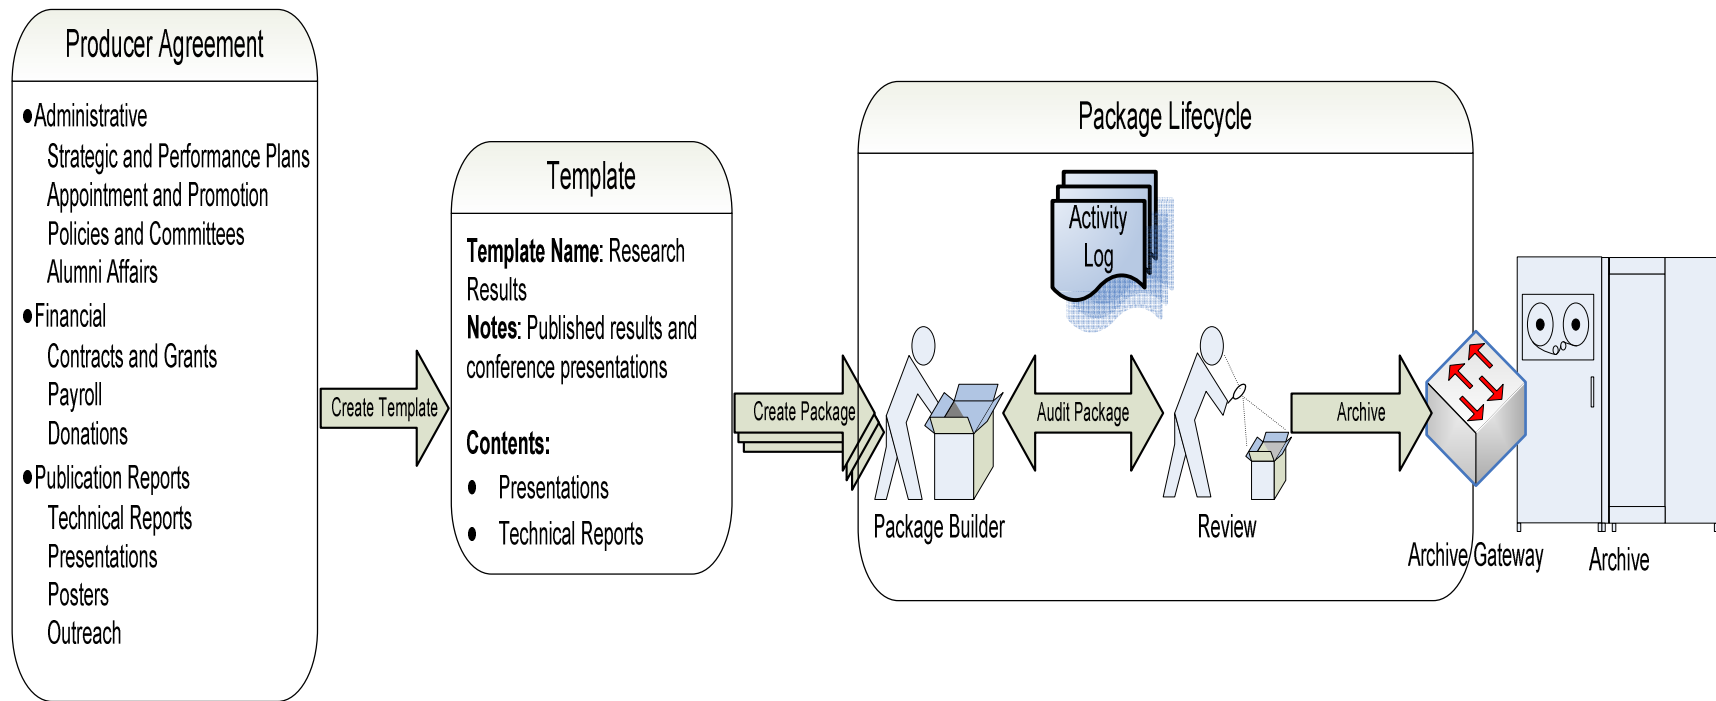 Producer Agreement
●Administrative
Strategic and Performance Plans
Appointment and Promotion
Policies and Committees
Alumni Affairs
●Financial
Contracts and Grants
Payroll
Donations
●Publication Reports
Technical Reports
Presentations
Posters
Outreach
Create Template
Template
Template Name: Research
Results
Notes: Published results and
conference presentations
Contents:
● Presentations
● Technical Reports
Create Package
Package Lifecycle
Activity
Log
Package Builder
Audit Package
Review
Archive
Archive Gateway
Archive